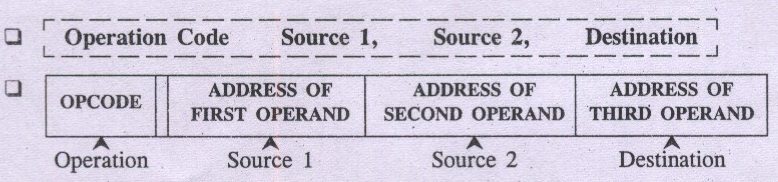 Operation Code Source 1, Source 2, Destination
OPCODE
ADDRESS OF FIRST OPERAND
ADDRESS OF SECOND OPERAND
ADDRESS OF THIRD OPERAND
Operation Source 1 Source 2 Destination